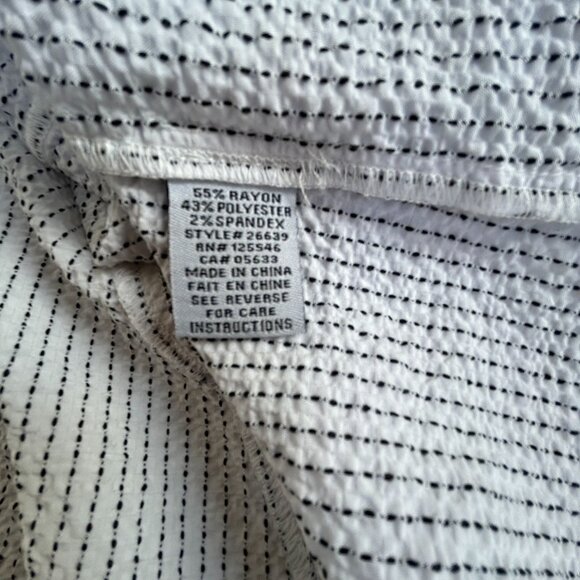 55% RAYON
43% POLYESTER
2% SPANDEX
STYLE# 26639
RN# 125546
CA# 05633
MADE IN CHINA
FAIT EN CHINE
SEE REVERSE
FOR CARE
INSTRUCTIONS